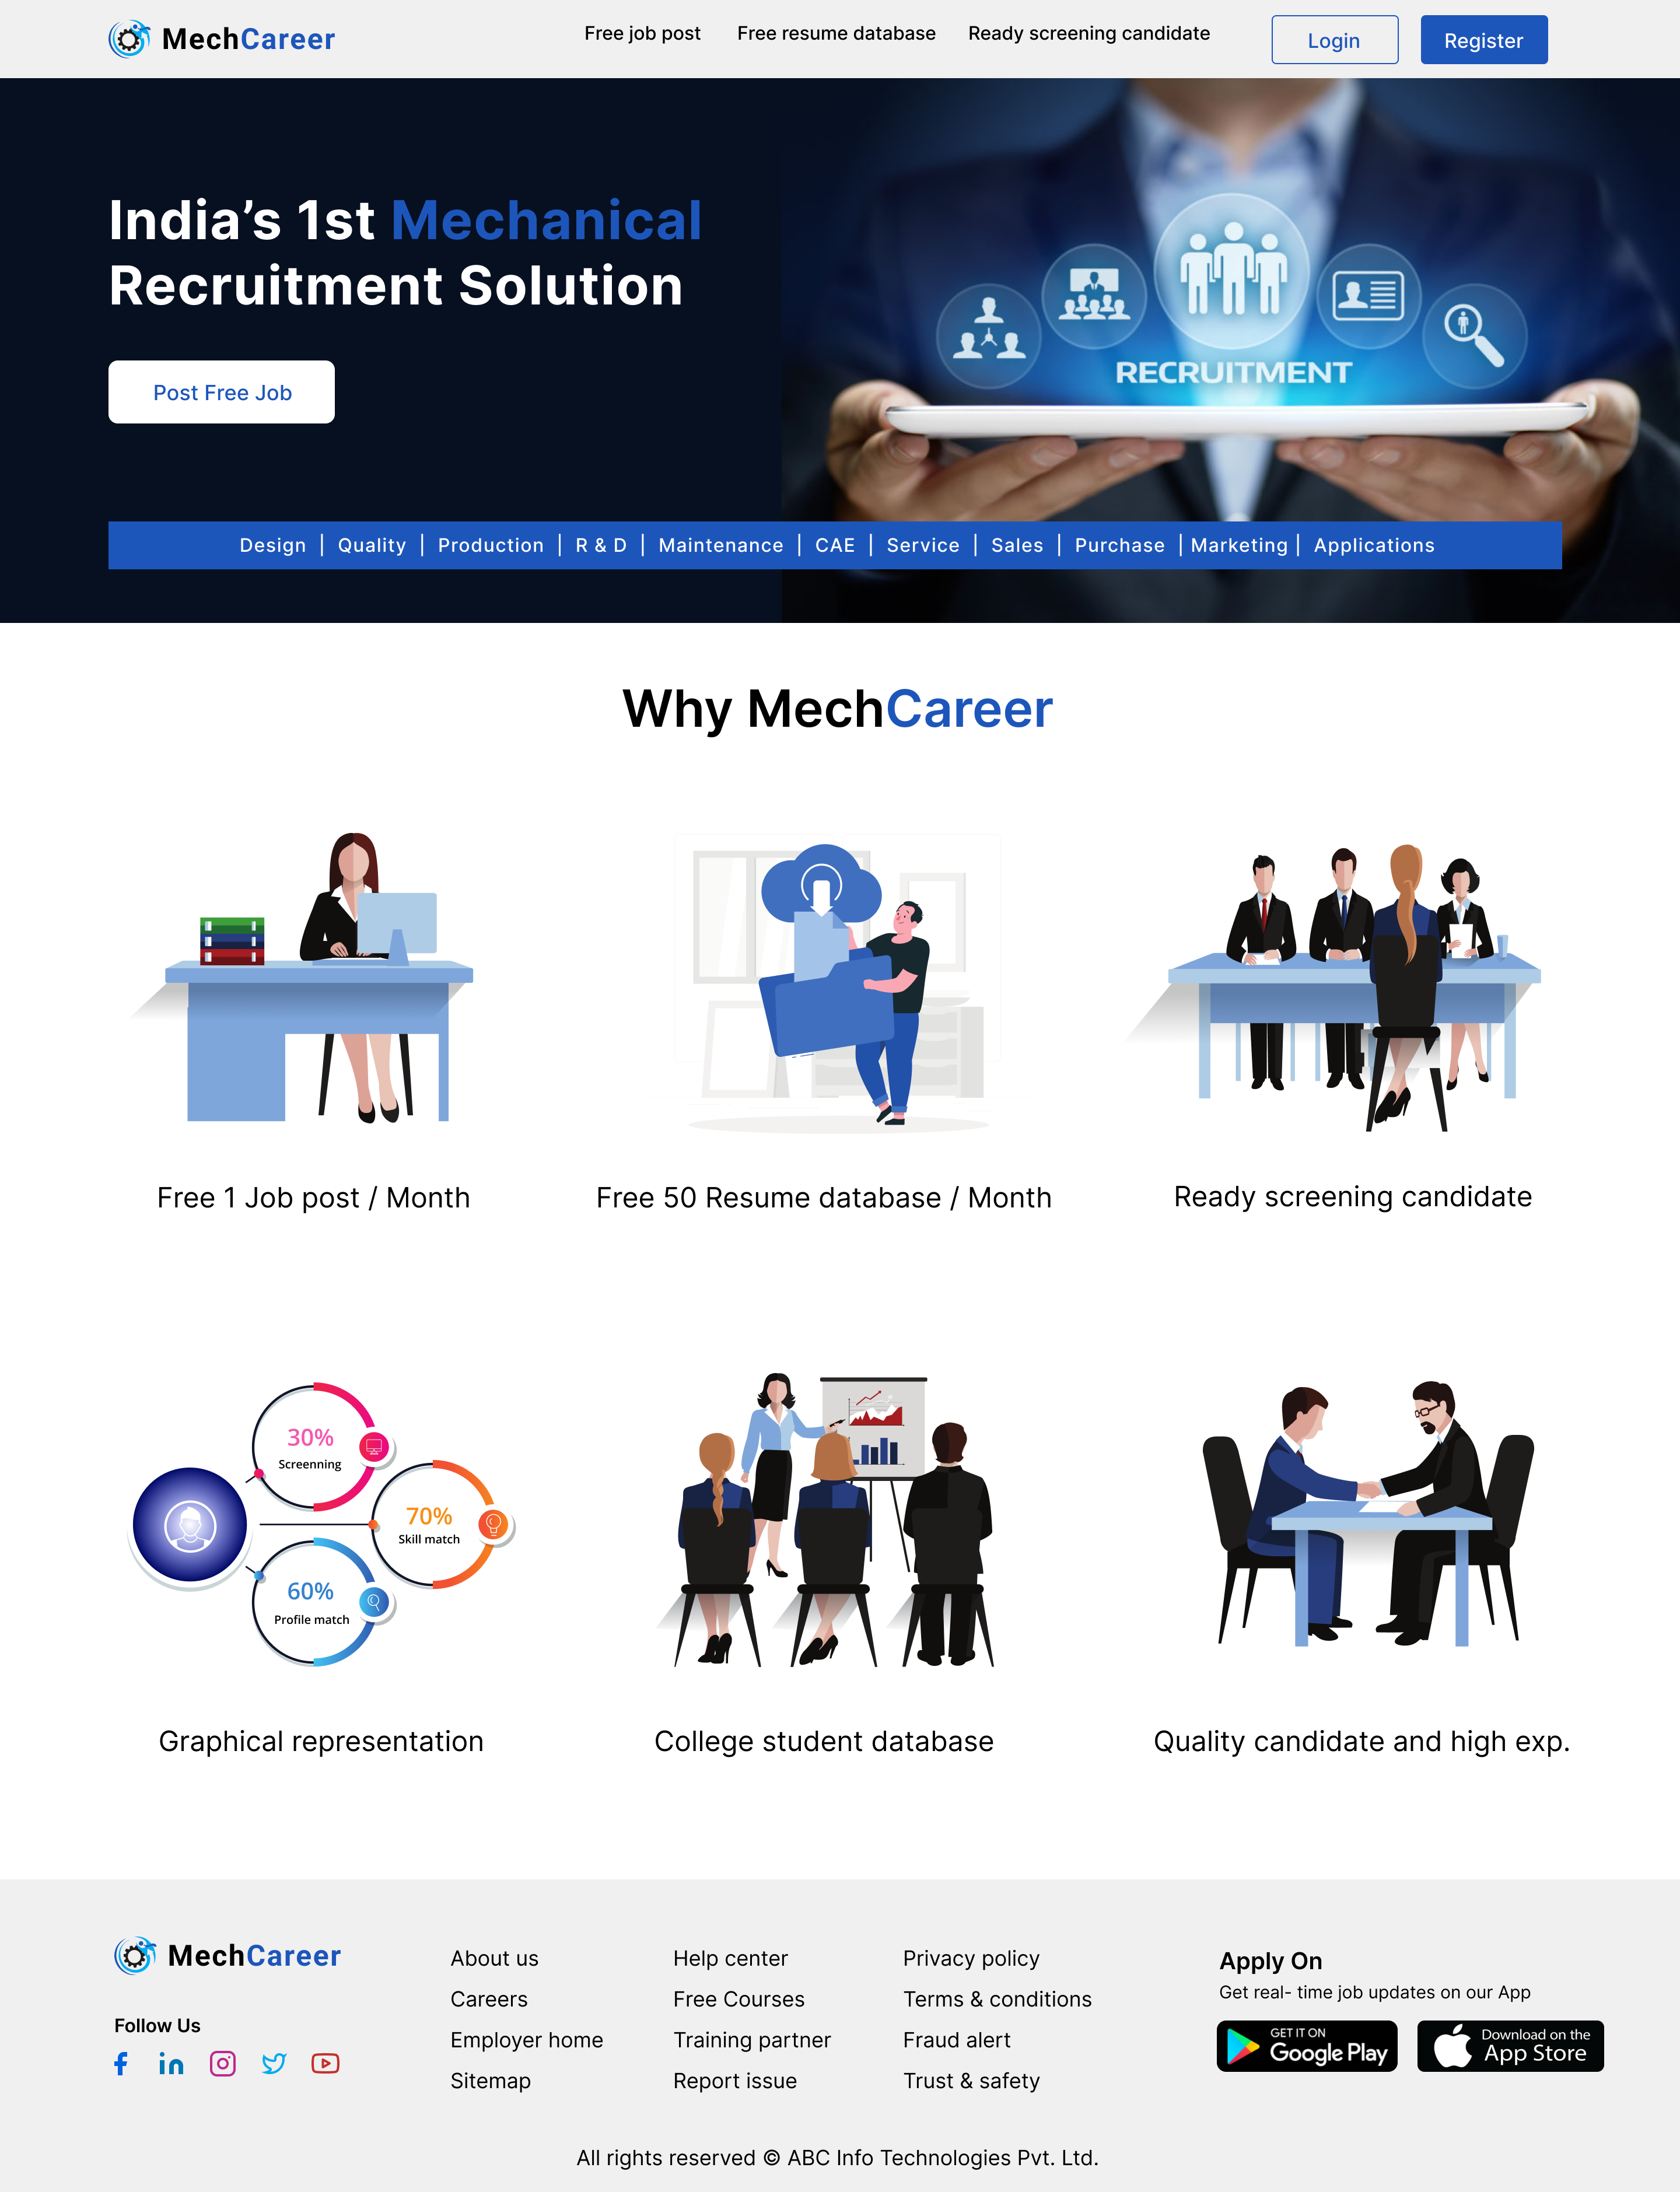 MechCareer
Free job post
Free resume database
Ready screening candidate
Login
Register
India’s 1st Mechanical
Recruitment Solution
Post Free Job
RECRUITMENT
Design | Quality | Production | R & D | Maintenance | CAE | Service | Sales | Purchase | Marketing | Applications
Why MechCareer
Free 1 Job post / Month
Free 50 Resume database / Month
Ready screening candidate
30%
Screenning
70%
Skill match
60%
Profile match
Graphical representation
College student database
Quality candidate and high exp.
MechCareer
Follow Us
About us
Careers
Employer home
Sitemap
Help center
Free Courses
Training partner
Report issue
Privacy policy
Terms & conditions
Fraud alert
Trust & safety
Apply On
Get real- time job updates on our App
GET IT ON
Google Play
Download on the
App Store
All rights reserved © ABC Info Technologies Pvt. Ltd.